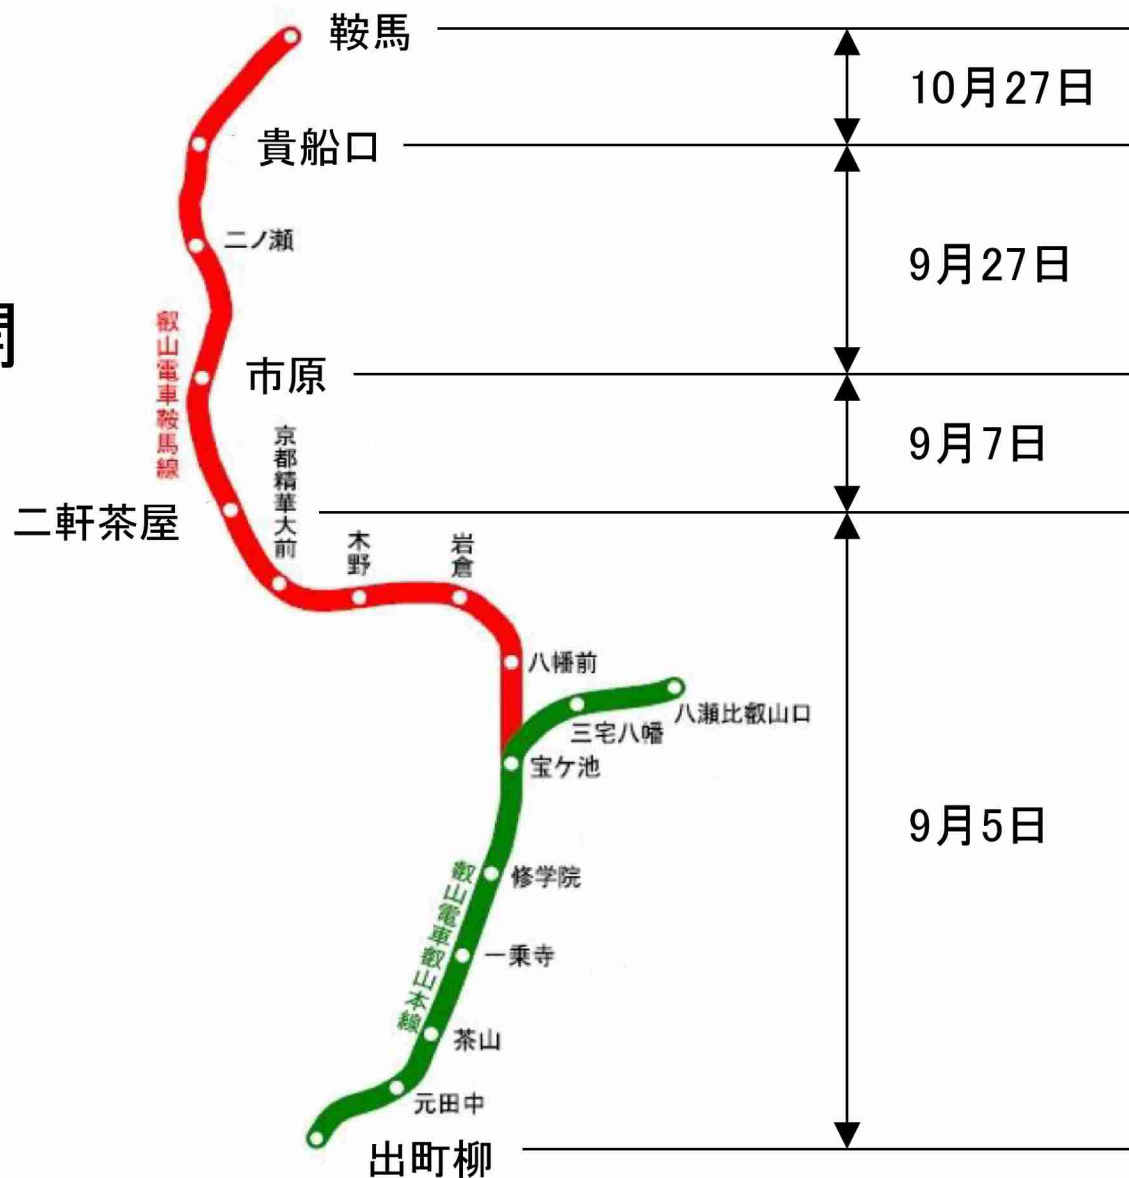 鞍馬
10月27日
貴船口
二ノ瀬
9月27日
叡山電車鞍馬線
市原
9月7日
京都精華大前
二軒茶屋
木野
岩倉
八幡前
八瀬比叡山口
三宅八幡
宝ケ池
9月5日
修学院
叡山電車叡山本線
一乗寺
茶山
元田中
出町柳